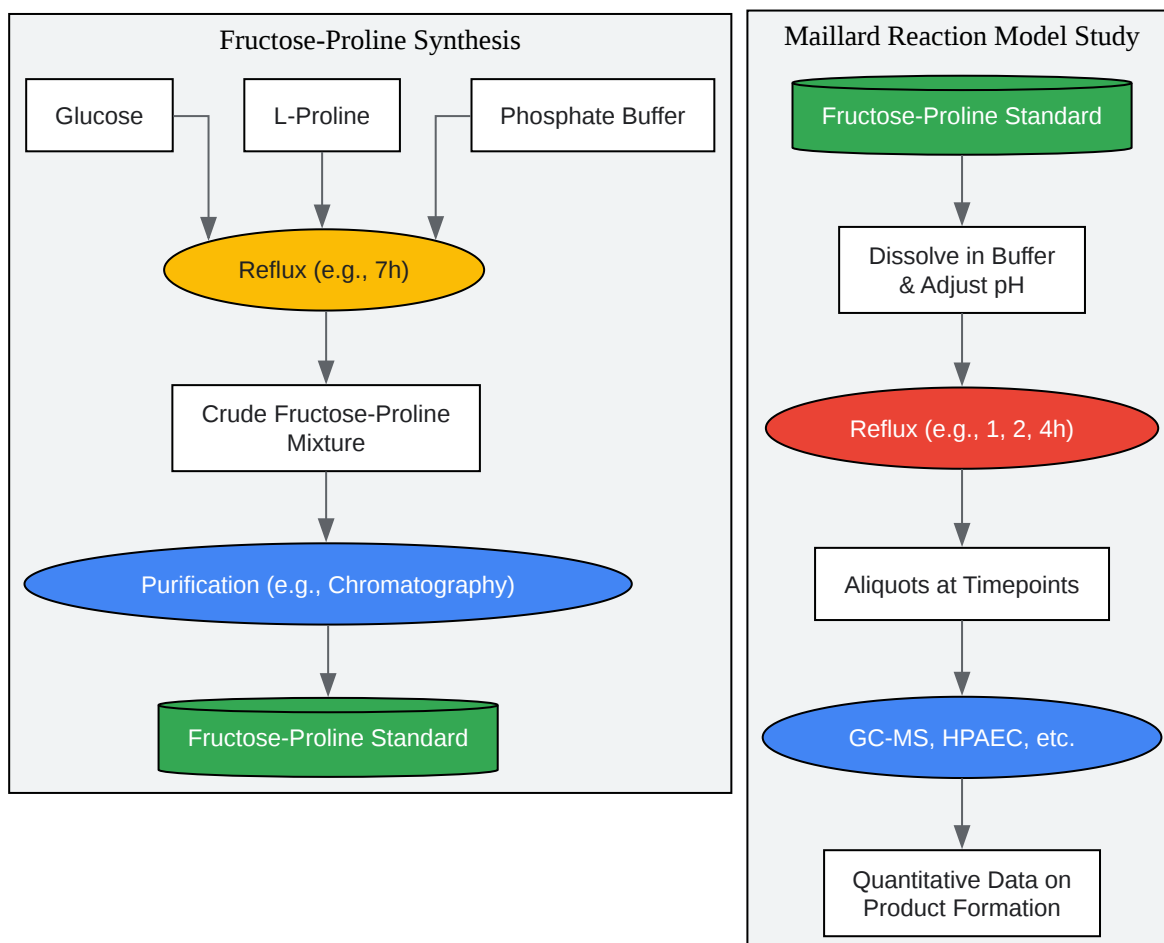 Fructose-Proline Synthesis
Glucose
L-Proline
Phosphate Buffer
Reflux (e.g., 7h)
Crude Fructose-Proline
Mixture
Purification (e.g., Chromatography)
Fructose-Proline Standard
Maillard Reaction Model Study
Fructose-Proline Standard
Dissolve in Buffer
& Adjust pH
Reflux (e.g., 1, 2, 4h)
Aliquots at Timepoints
GC-MS, HPAEC, etc.
Quantitative Data on
Product Formation